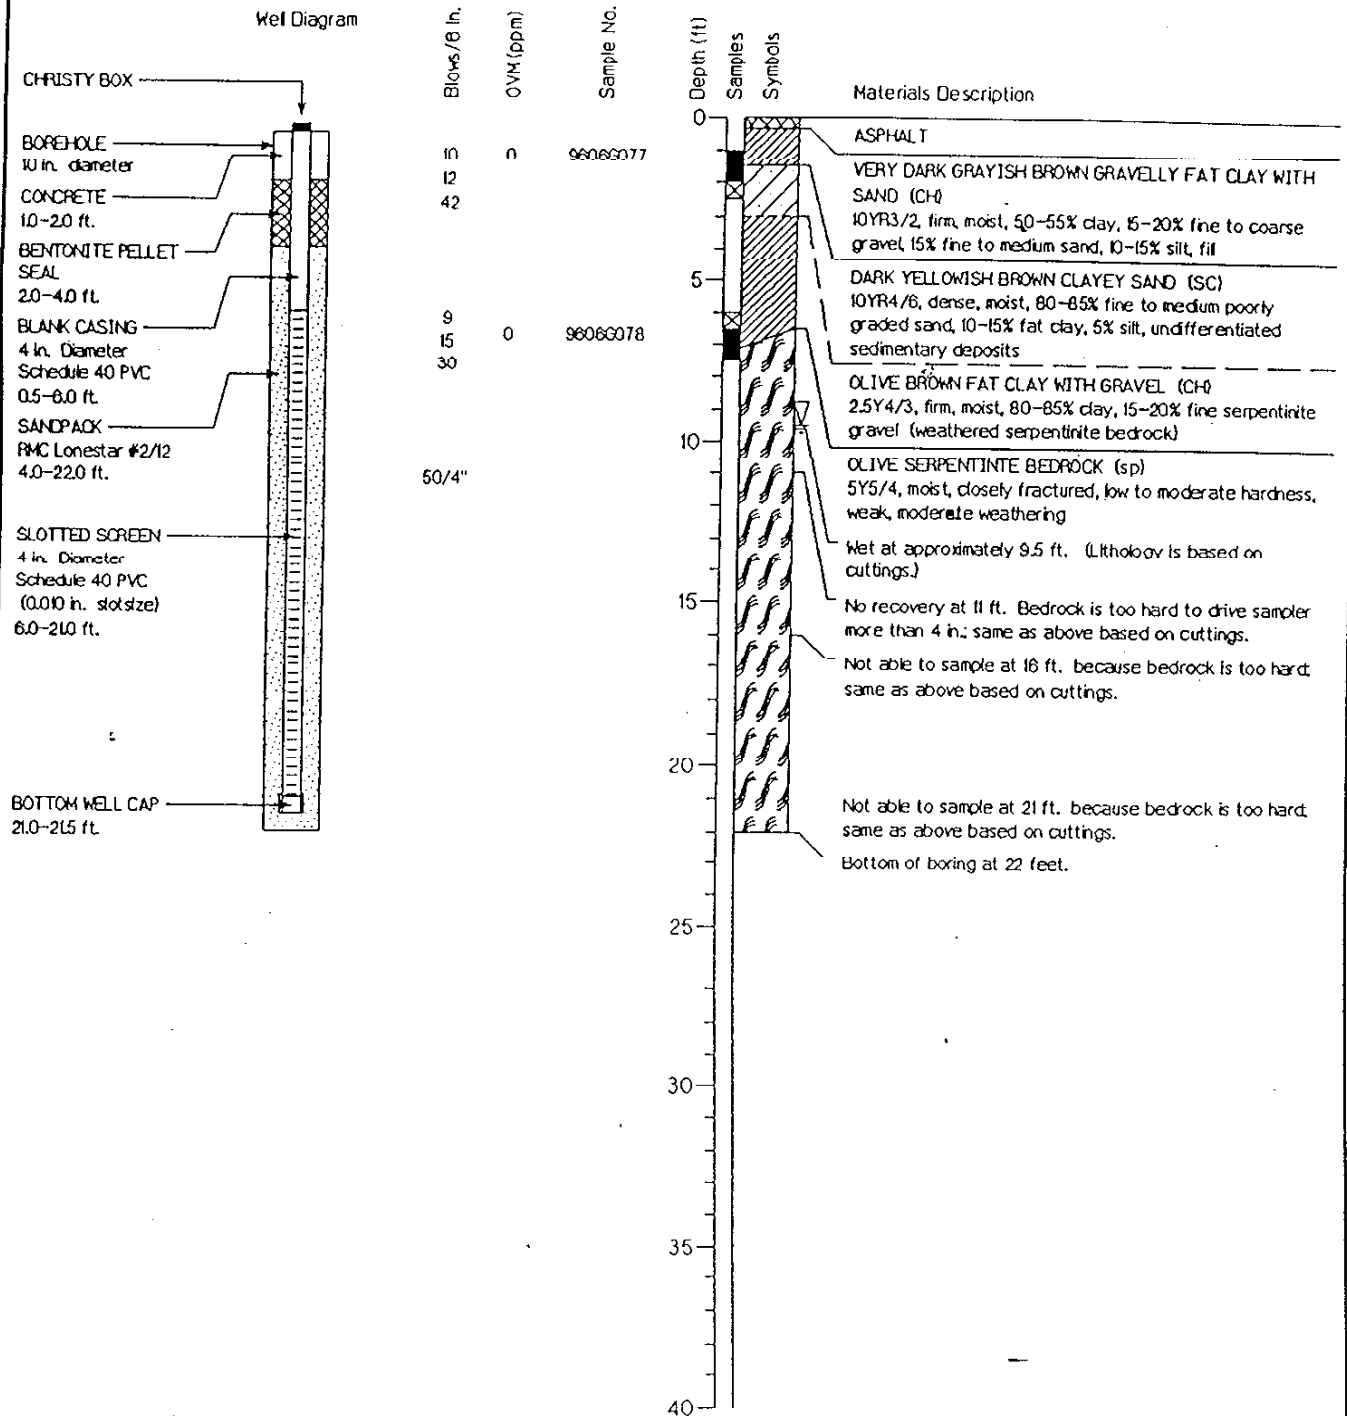 Well Diagram
Blows/6 In.
OVM (ppm)
Sample No.
Depth (ft)
Samples
Symbols
Materials Description
CHRISTY BOX
BOREHOLE
10 in. diameter
CONCRETE
1.0-2.0 ft.
BENTONITE PELLET
SEAL
2.0-4.0 ft.
BLANK CASING
4 in. Diameter
Schedule 40 PVC
0.5-6.0 ft.
SANDPACK
RMC Lonestar #2/12
4.0-22.0 ft.
SLOTTED SCREEN
4 in. Diameter
Schedule 40 PVC
(0.010 in. slotsize)
6.0-21.0 ft.
BOTTOM WELL CAP
21.0-21.5 ft.
10 0 9606G077
12
42
9
15 0 9606G078
30
50/4"
0
5
10
15
20
25
30
35
40
ASPHALT
VERY DARK GRAYISH BROWN GRAVELLY FAT CLAY WITH
SAND (CH)
10YR3/2, firm, moist, 50-55% clay, 15-20% fine to coarse
gravel, 15% fine to medium sand, 10-15% silt, fill
DARK YELLOWISH BROWN CLAYEY SAND (SC)
10YR4/6, dense, moist, 80-85% fine to medium poorly
graded sand, 10-15% fat clay, 5% silt, undifferentiated
sedimentary deposits
OLIVE BROWN FAT CLAY WITH GRAVEL (CH)
2.5Y4/3, firm, moist, 80-85% clay, 15-20% fine serpentinite
gravel (weathered serpentinite bedrock)
OLIVE SERPENTINTE BEDROCK (sp)
5Y5/4, moist, closely fractured, low to moderate hardness,
weak, moderate weathering
Wet at approximately 9.5 ft. (Lithology is based on
cuttings.)
No recovery at 11 ft. Bedrock is too hard to drive sampler
more than 4 in.; same as above based on cuttings.
Not able to sample at 16 ft. because bedrock is too hard;
same as above based on cuttings.
Not able to sample at 21 ft. because bedrock is too hard;
same as above based on cuttings.
Bottom of boring at 22 feet.